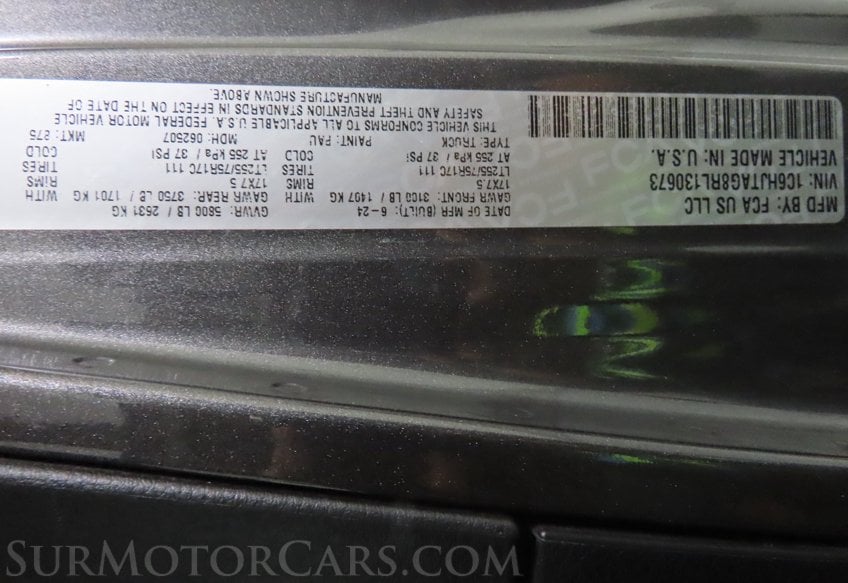 MFD BY: FCA US LLC
DATE OF MFR (BUILT): 6-24
GVWR: 5800 LB / 2631 KG
GAWR FRONT: 3100 LB / 1407 KG WITH
GAWR REAR: 3750 LB / 1701 KG WITH
17X7.5 RIMS
17X7.5 RIMS
LT255/75R17C 111 TIRES
LT255/75R17C 111 TIRES
AT 255 kPa / 37 PSI COLD
AT 255 kPa / 37 PSI COLD
VIN: 1C6HJTAG8RL130673
TYPE: TRUCK
PAINT: PAU
MDH: 062507
MKT: 875
VEHICLE MADE IN: U.S.A.
THIS VEHICLE CONFORMS TO ALL APPLICABLE U.S.A. FEDERAL MOTOR VEHICLE
SAFETY AND THEFT PREVENTION STANDARDS IN EFFECT ON THE DATE OF
MANUFACTURE SHOWN ABOVE.
SURMOTORCARS.COM